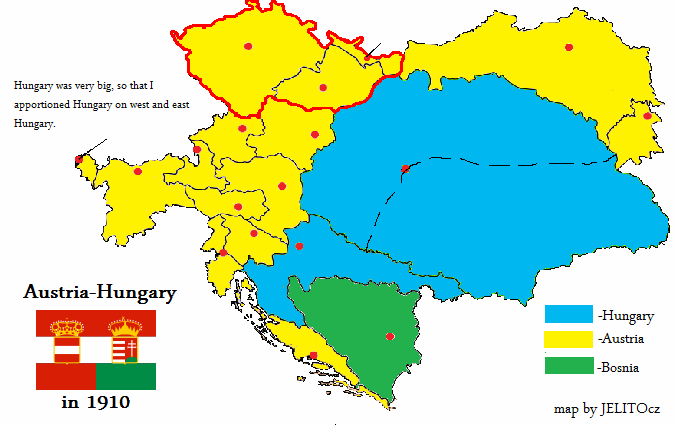 Hungary was very big, so that I
apportioned Hungary on west and east
Hungary.
Austria-Hungary
in 1910
-Hungary
-Austria
-Bosnia
map by JELITOcz